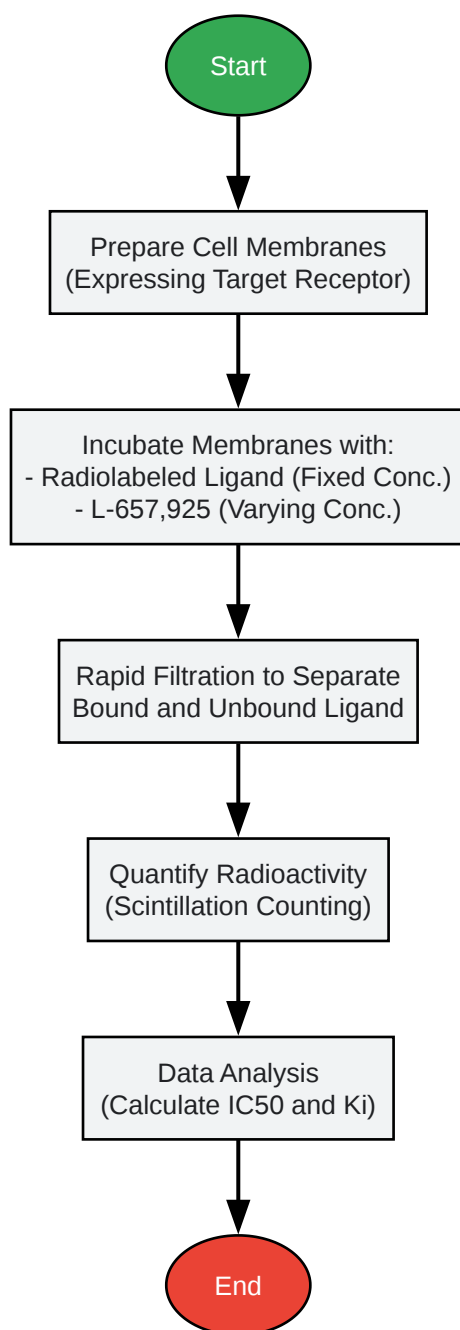 Start
Prepare Cell Membranes
(Expressing Target Receptor)
Incubate Membranes with:
- Radiolabeled Ligand (Fixed Conc.)
- L-657,925 (Varying Conc.)
Rapid Filtration to Separate
Bound and Unbound Ligand
Quantify Radioactivity
(Scintillation Counting)
Data Analysis
(Calculate IC50 and Ki)
End